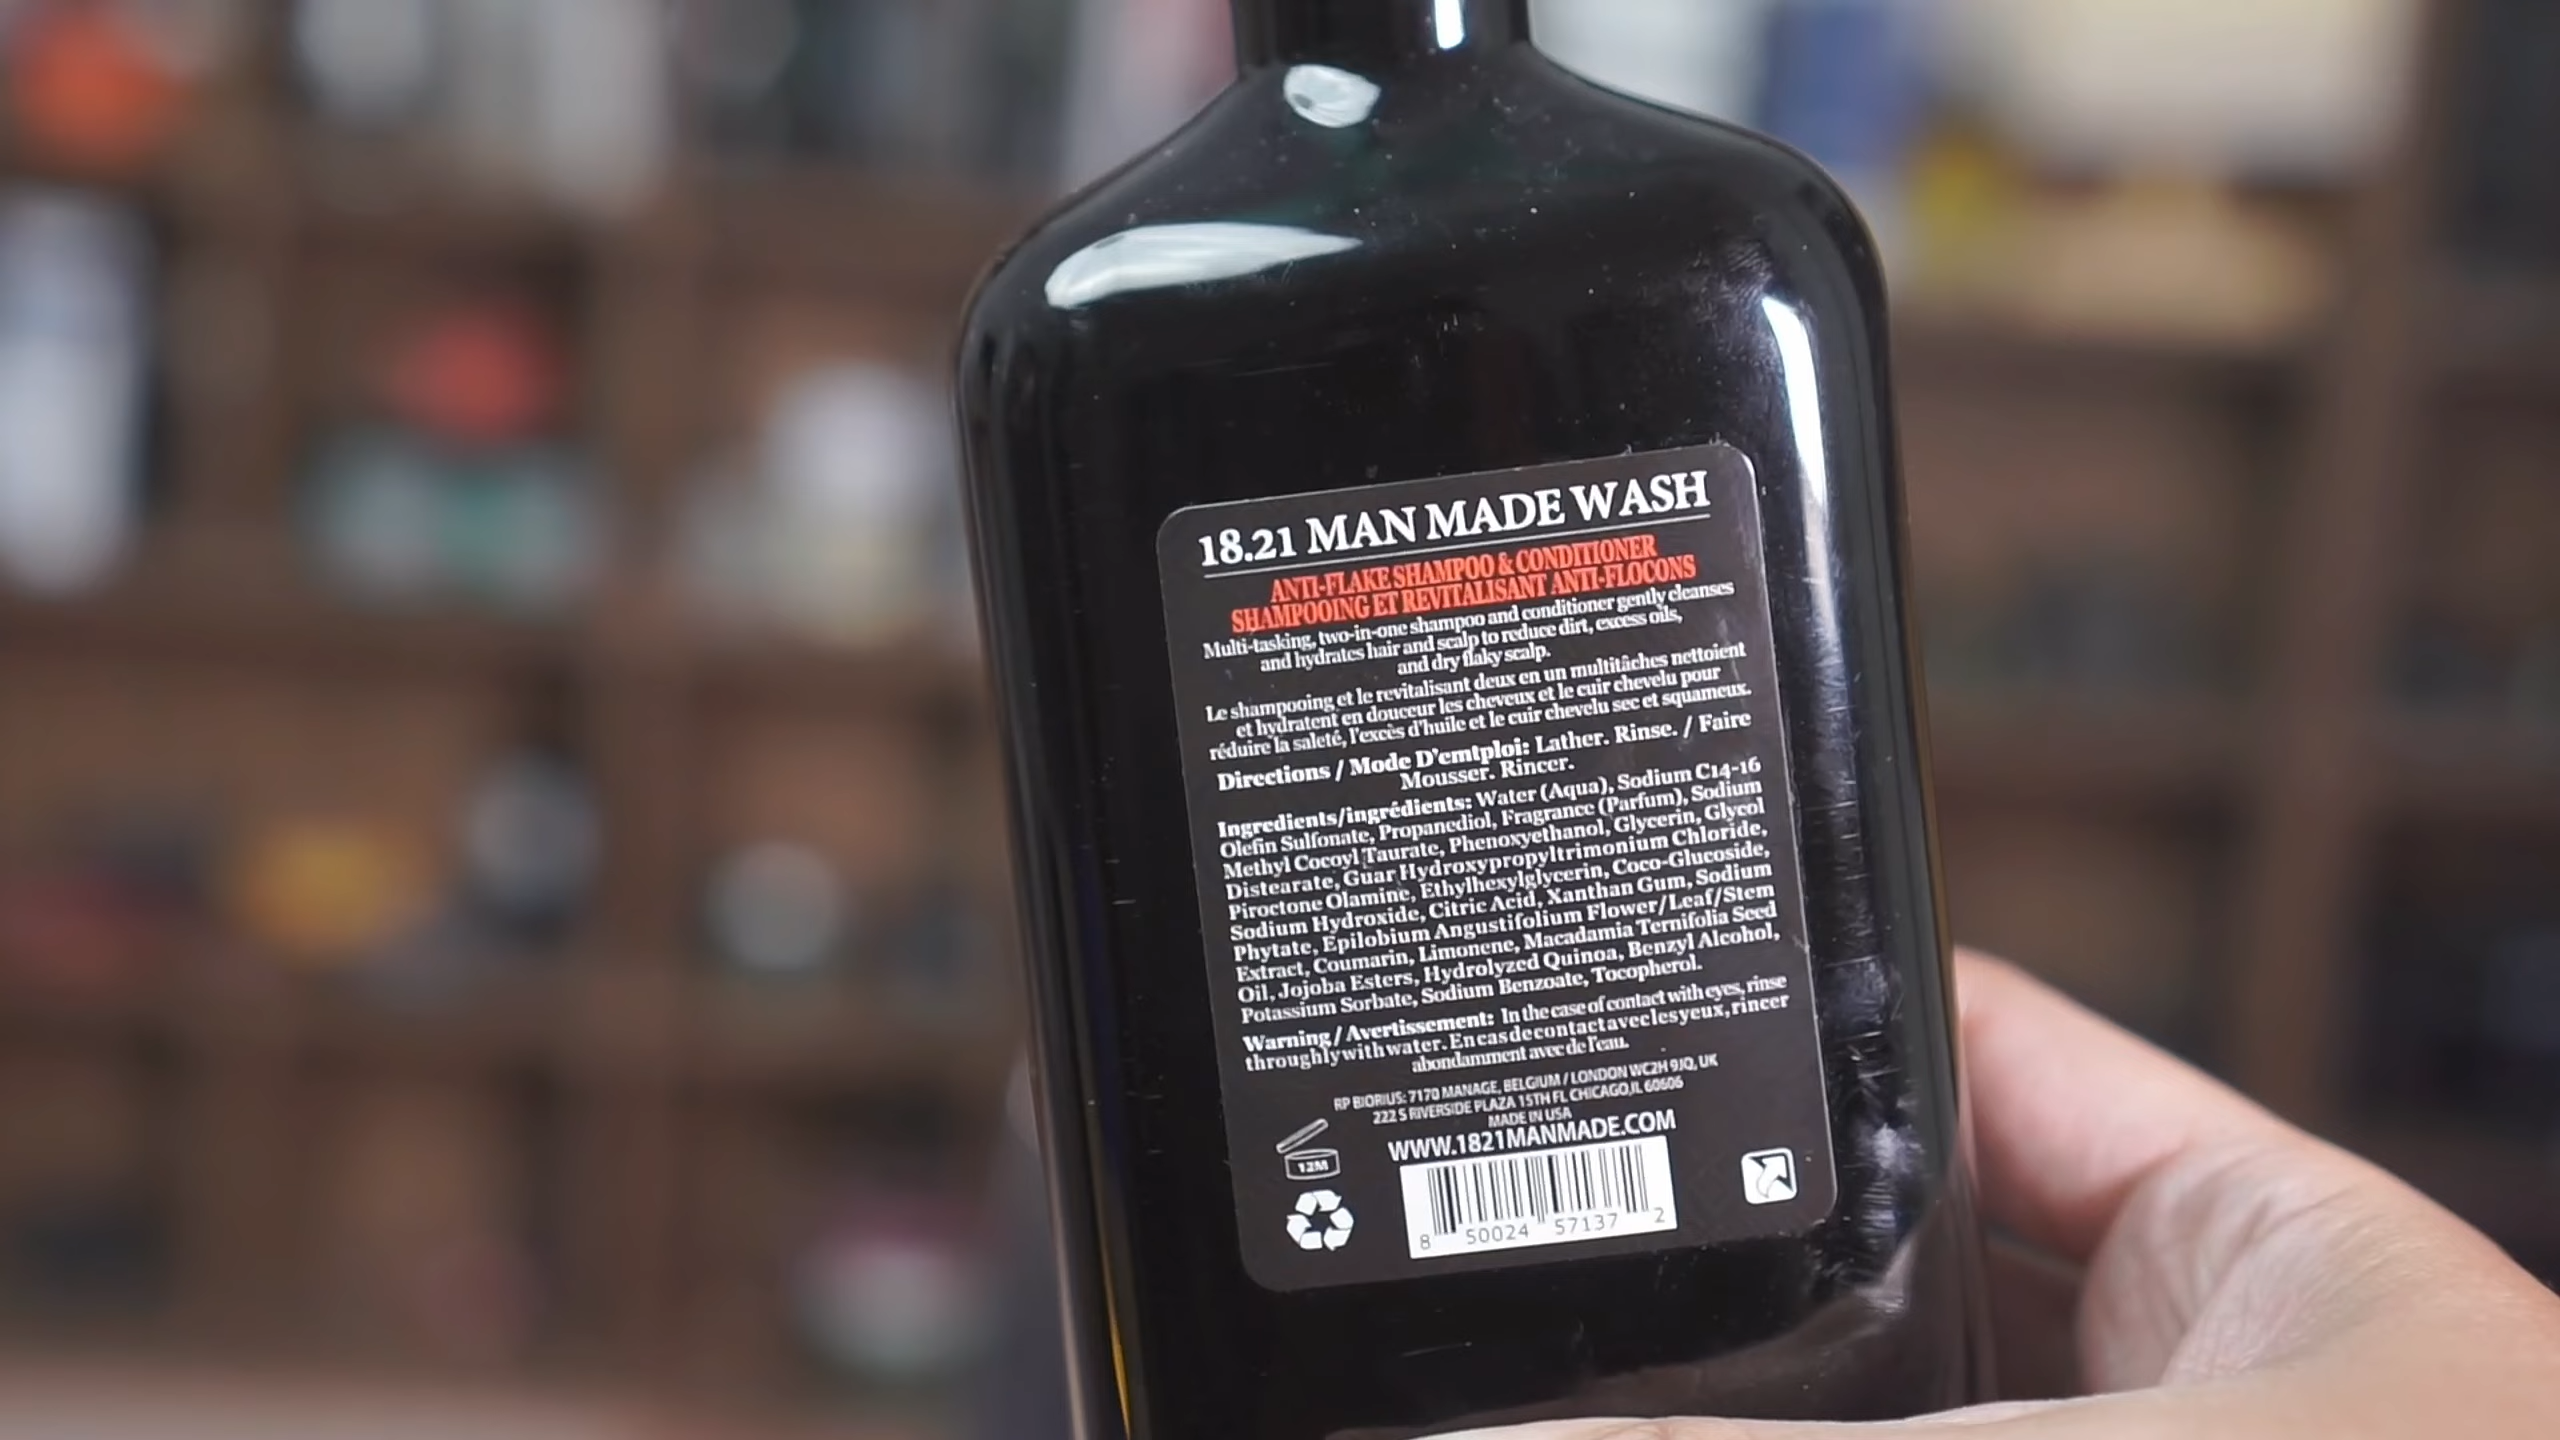 18.21 MAN MADE WASH
ANTI-FLAKE SHAMPOO & CONDITIONER
SHAMPOOING ET REVITALISANT ANTI-FLOCONS
Multi-tasking, two-in-one shampoo and conditioner gently cleanses
and hydrates hair and scalp to reduce dirt, excess oils,
and dry flaky scalp.
Le shampooing et le revitalisant deux en un multitâches nettoient
et hydratent en douceur les cheveux et le cuir chevelu pour
réduire la saleté, l'excès d'huile et le cuir chevelu sec et squameux.
Directions / Mode D'emtploi: Lather. Rinse. / Faire
Mousser. Rincer.
Ingredients/ingrédients: Water (Aqua), Sodium C14-16
Olefin Sulfonate, Propanediol, Fragrance (Parfum), Sodium
Methyl Cocoyl Taurate, Phenoxyethanol, Glycerin, Glycol
Distearate, Guar Hydroxypropyltrimonium Chloride,
Piroctone Olamine, Ethylhexylglycerin, Coco-Glucoside,
Sodium Hydroxide, Citric Acid, Xanthan Gum, Sodium
Phytate, Epilobium Angustifolium Flower/Leaf/Stem
Extract, Coumarin, Limonene, Macadamia Ternifolia Seed
Oil, Jojoba Esters, Hydrolyzed Quinoa, Benzyl Alcohol,
Potassium Sorbate, Sodium Benzoate, Tocopherol.
Warning / Avertissement: In the case of contact with eyes, rinse
throughly with water. En cas de contact avec les yeux, rincer
abondamment avec de l'eau.
RP BIORIUS: 7170 MANAGE, BELGIUM / LONDON WC2H 9JQ, UK
222 S RIVERSIDE PLAZA 15TH FL CHICAGO,IL 60606
MADE IN USA
WWW.1821MANMADE.COM
12M
8 50024 57137 2